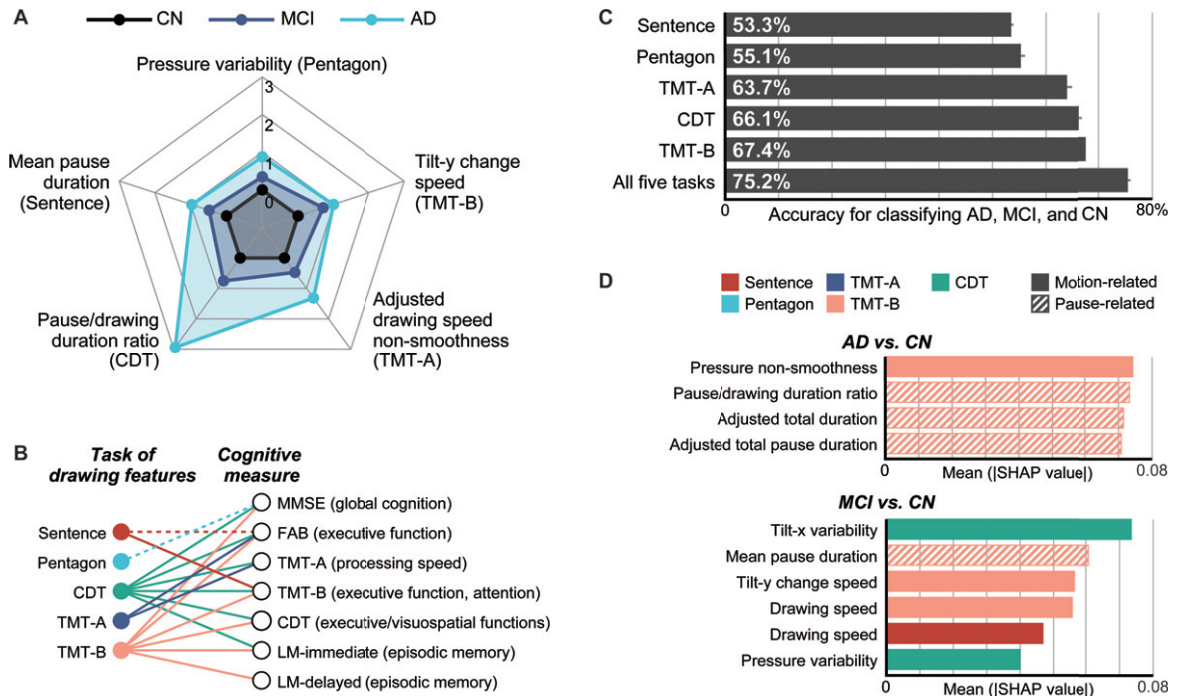 A
CN MCI AD
Pressure variability (Pentagon)
3
2
1
0
Mean pause
duration
(Sentence)
Tilt-y change
speed
(TMT-B)
Pause/drawing
duration ratio
(CDT)
Adjusted
drawing speed
non-smoothness
(TMT-A)
B
Task of
drawing features
Cognitive
measure
Sentence
Pentagon
CDT
TMT-A
TMT-B
MMSE (global cognition)
FAB (executive function)
TMT-A (processing speed)
TMT-B (executive function, attention)
CDT (executive/visuospatial functions)
LM-immediate (episodic memory)
LM-delayed (episodic memory)
C
Sentence 53.3%
Pentagon 55.1%
TMT-A 63.7%
CDT 66.1%
TMT-B 67.4%
All five tasks 75.2%
0 80%
Accuracy for classifying AD, MCI, and CN
D
Sentence TMT-A CDT Motion-related
Pentagon TMT-B Pause-related
AD vs. CN
Pressure non-smoothness
Pause/drawing duration ratio
Adjusted total duration
Adjusted total pause duration
0 Mean (|SHAP value|) 0.08
MCI vs. CN
Tilt-x variability
Mean pause duration
Tilt-y change speed
Drawing speed
Drawing speed
Pressure variability
0 Mean (|SHAP value|) 0.08